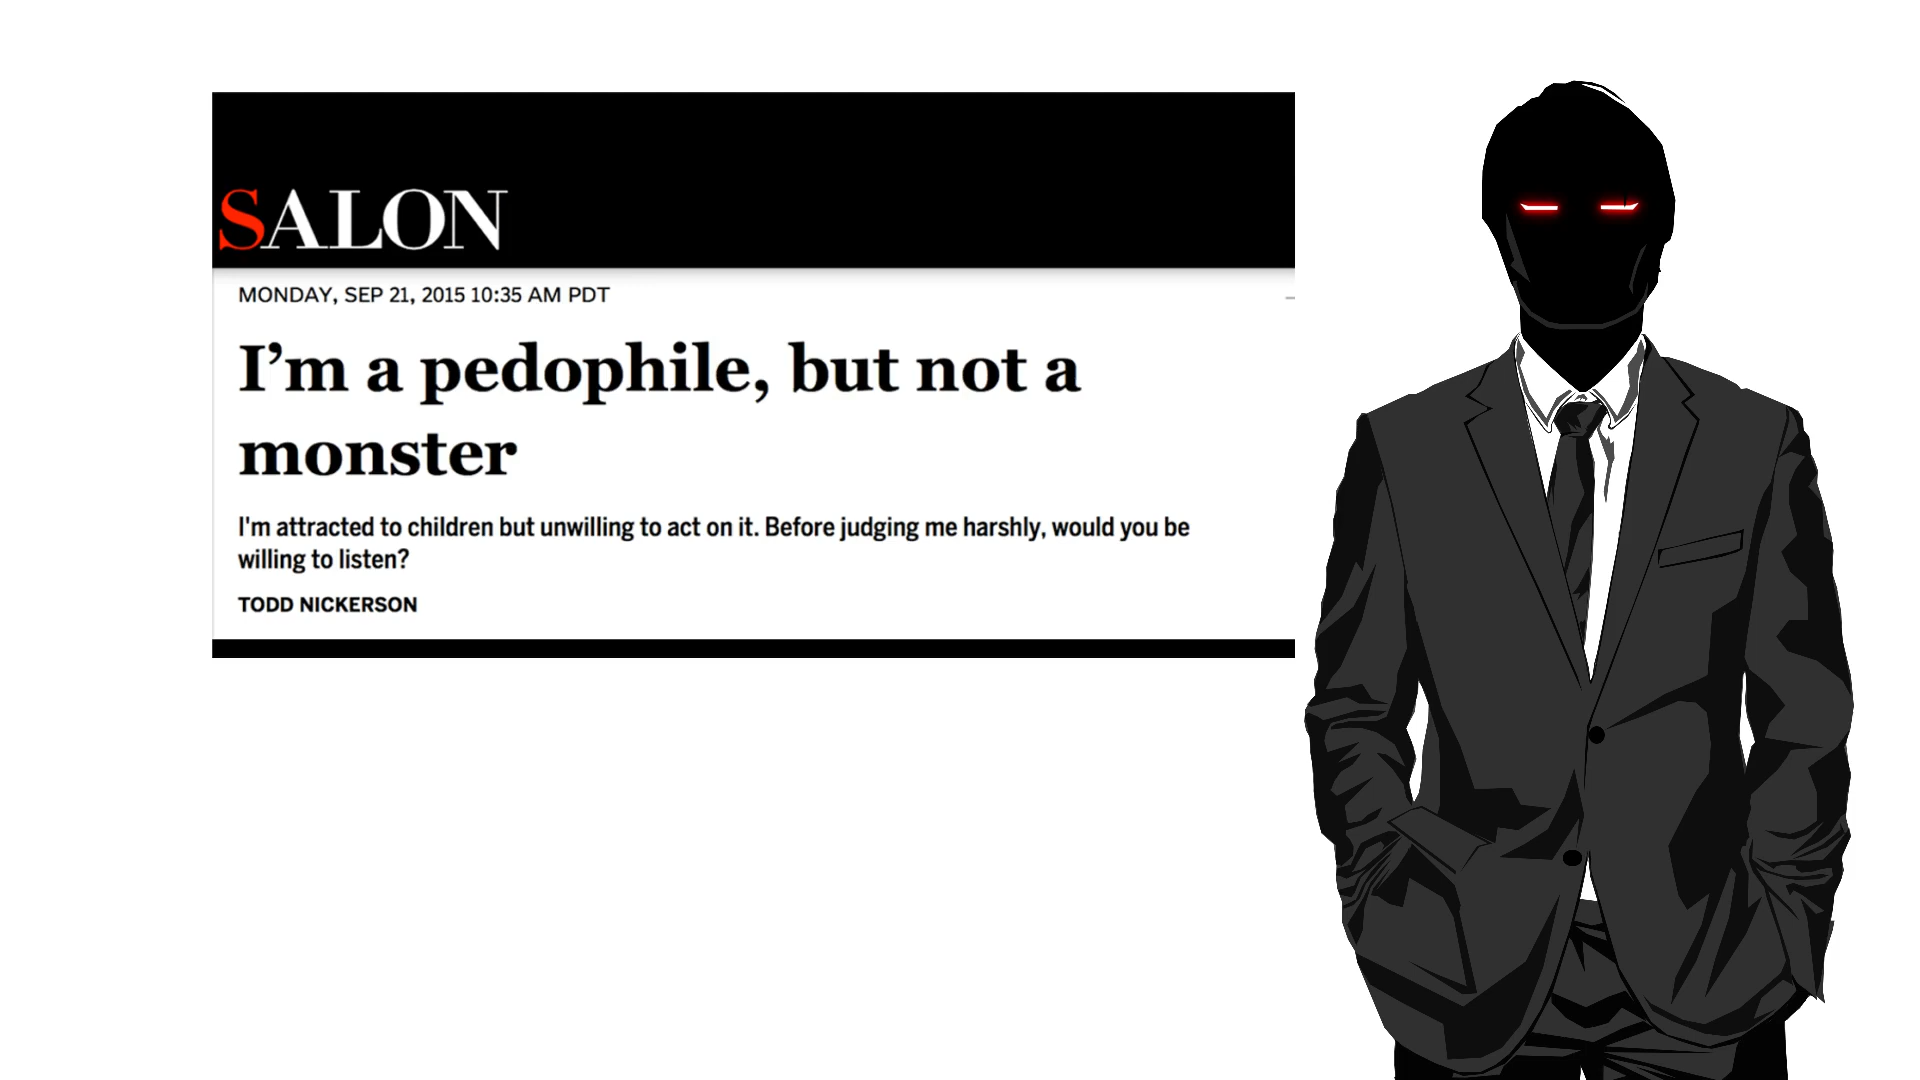 SALON
MONDAY, SEP 21, 2015 10:35 AM PDT
I’m a pedophile, but not a
monster
I'm attracted to children but unwilling to act on it. Before judging me harshly, would you be
willing to listen?
TODD NICKERSON